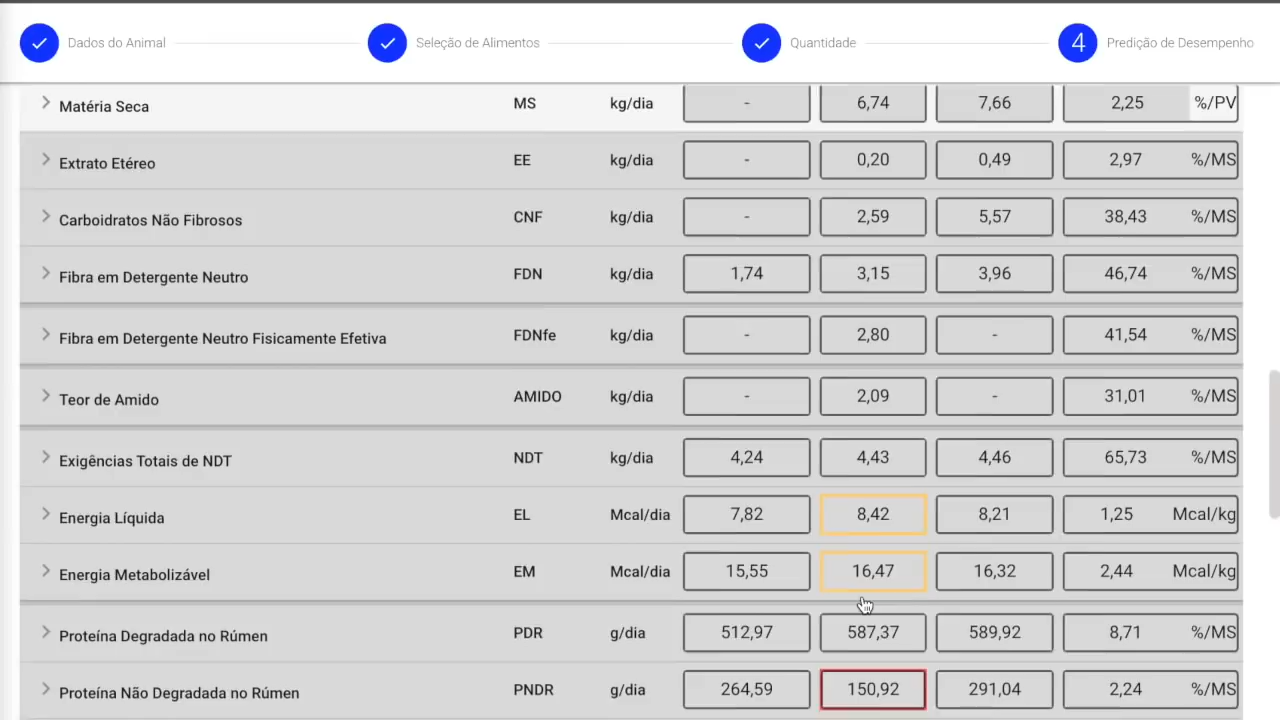 Dados do Animal Seleção de Alimentos Quantidade 4 Predição de Desempenho
Matéria Seca MS kg/dia - 6,74 7,66 2,25 %/PV
Extrato Etéreo EE kg/dia - 0,20 0,49 2,97 %/MS
Carboidratos Não Fibrosos CNF kg/dia - 2,59 5,57 38,43 %/MS
Fibra em Detergente Neutro FDN kg/dia 1,74 3,15 3,96 46,74 %/MS
Fibra em Detergente Neutro Fisicamente Efetiva FDNfe kg/dia - 2,80 - 41,54 %/MS
Teor de Amido AMIDO kg/dia - 2,09 - 31,01 %/MS
Exigências Totais de NDT NDT kg/dia 4,24 4,43 4,46 65,73 %/MS
Energia Líquida EL Mcal/dia 7,82 8,42 8,21 1,25 Mcal/kg
Energia Metabolizável EM Mcal/dia 15,55 16,47 16,32 2,44 Mcal/kg
Proteína Degradada no Rúmen PDR g/dia 512,97 587,37 589,92 8,71 %/MS
Proteína Não Degradada no Rúmen PNDR g/dia 264,59 150,92 291,04 2,24 %/MS